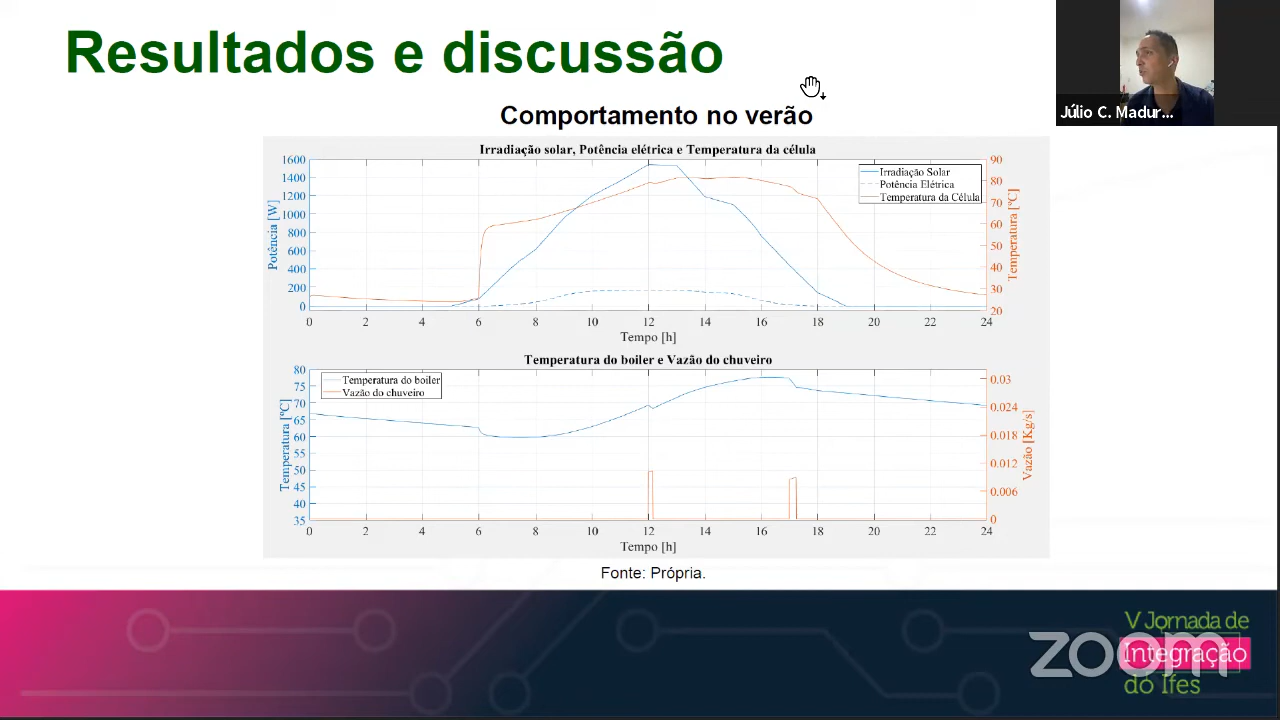 Resultados e discussão
Júlio C. Madur...
Comportamento no verão
Irradiação solar, Potência elétrica e Temperatura da célula
1600
1400
1200
1000
800
600
400
200
0
Potência [W]
Irradiação Solar
Potência Elétrica
Temperatura da Célula
90
80
70
60
50
40
30
20
Temperatura [ºC]
0 2 4 6 8 10 12 14 16 18 20 22 24
Tempo [h]
Temperatura do boiler e Vazão do chuveiro
80
75
70
65
60
55
50
45
40
35
Temperatura [ºC]
Temperatura do boiler
Vazão do chuveiro
0.03
0.024
0.018
0.012
0.006
0
Vazão [Kg/s]
0 2 4 6 8 10 12 14 16 18 20 22 24
Tempo [h]
Fonte: Própria.
V Jornada de
Integração
do Ifes
zoom